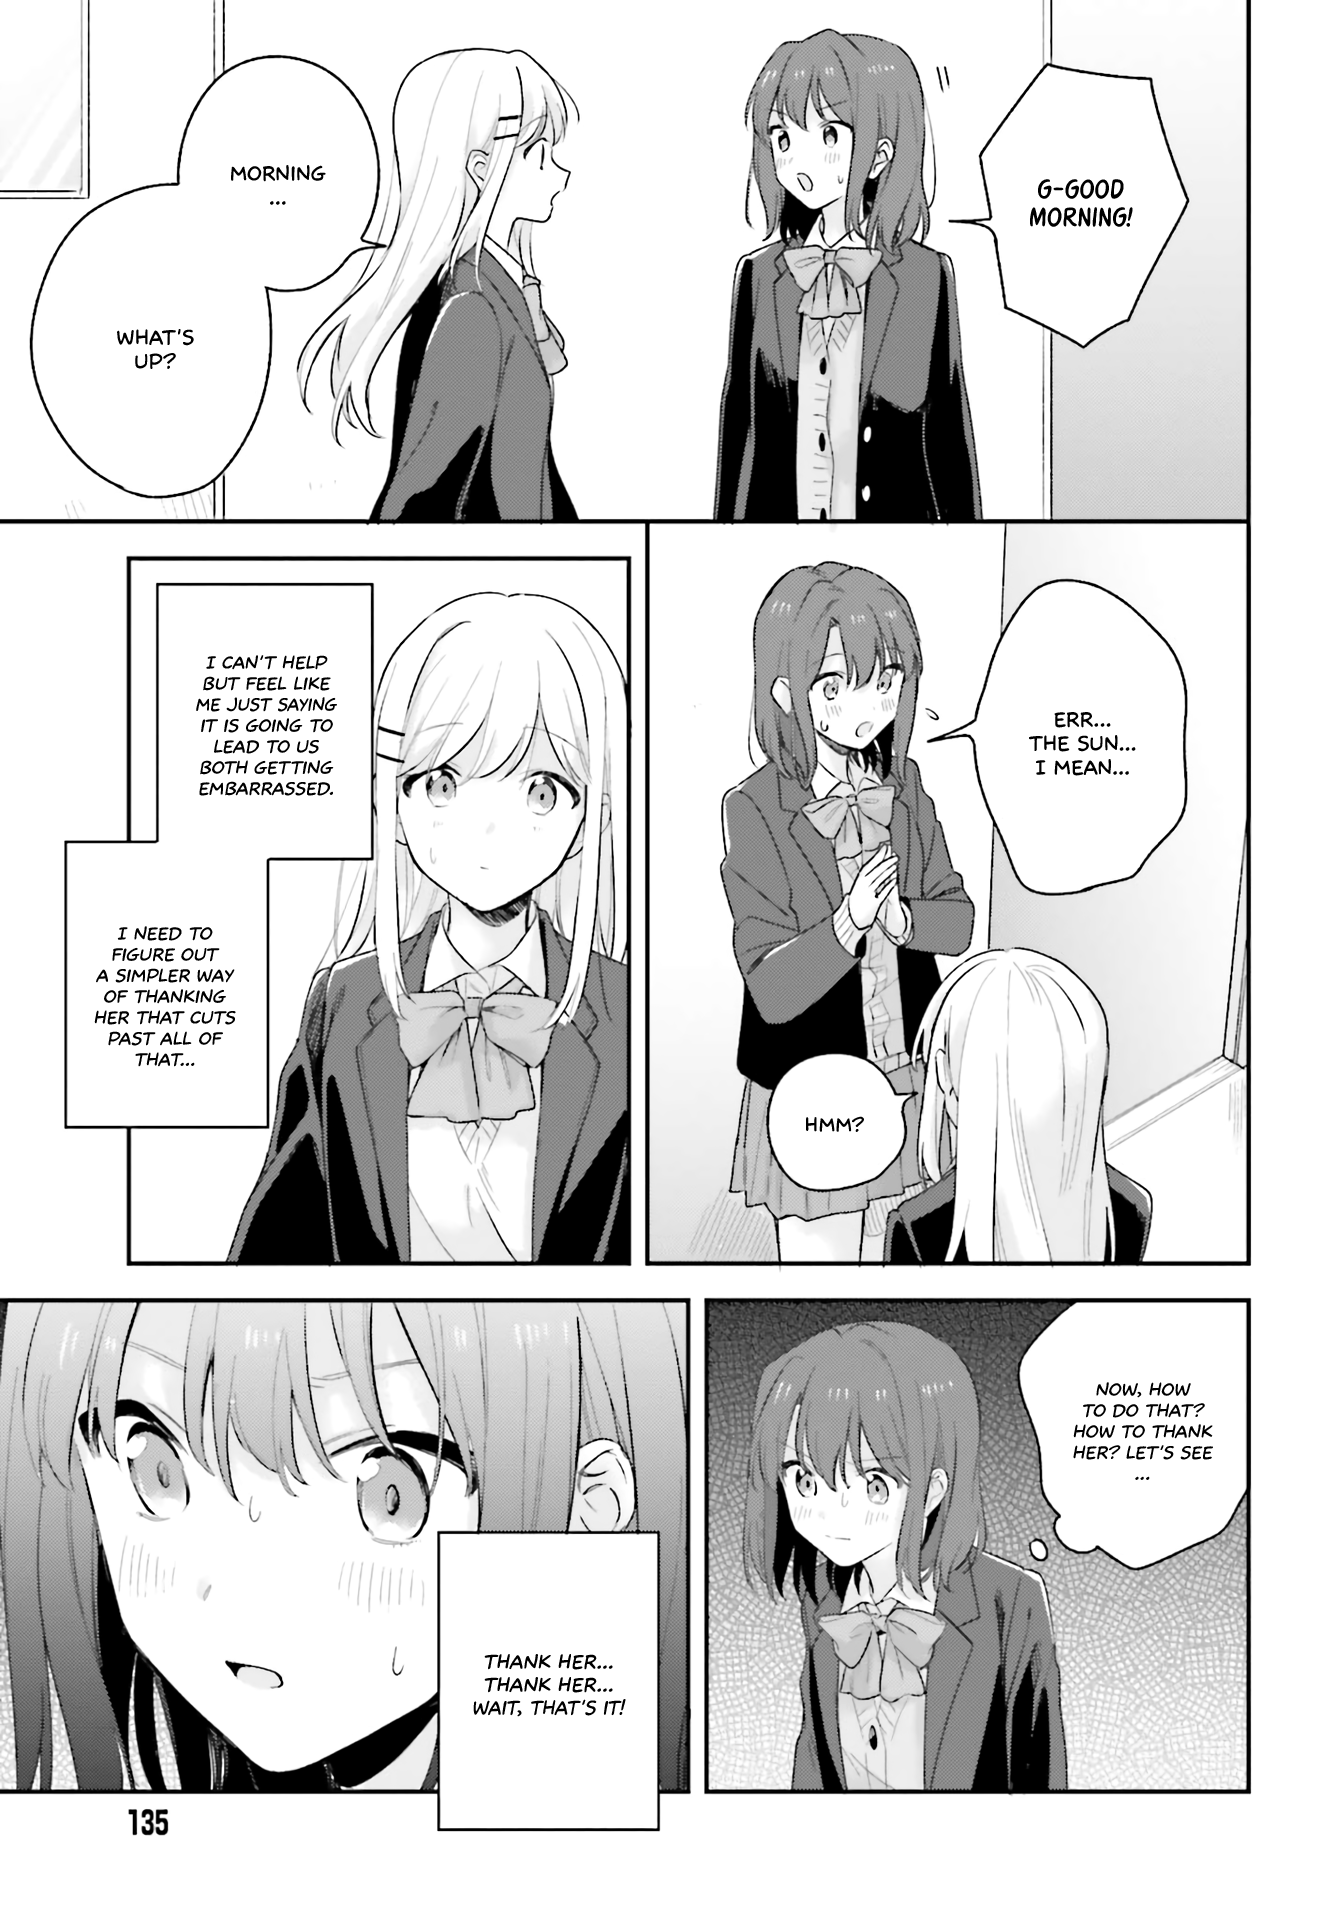 G-GOOD
MORNING!
MORNING
...
WHAT'S
UP?
ERR...
THE SUN...
I MEAN...
HMM?
I CAN'T HELP
BUT FEEL LIKE
ME JUST SAYING
IT IS GOING TO
LEAD TO US
BOTH GETTING
EMBARRASSED.
I NEED TO
FIGURE OUT
A SIMPLER WAY
OF THANKING
HER THAT CUTS
PAST ALL OF
THAT...
NOW, HOW
TO DO THAT?
HOW TO THANK
HER? LET'S SEE
...
THANK HER...
THANK HER...
WAIT, THAT'S IT!
135